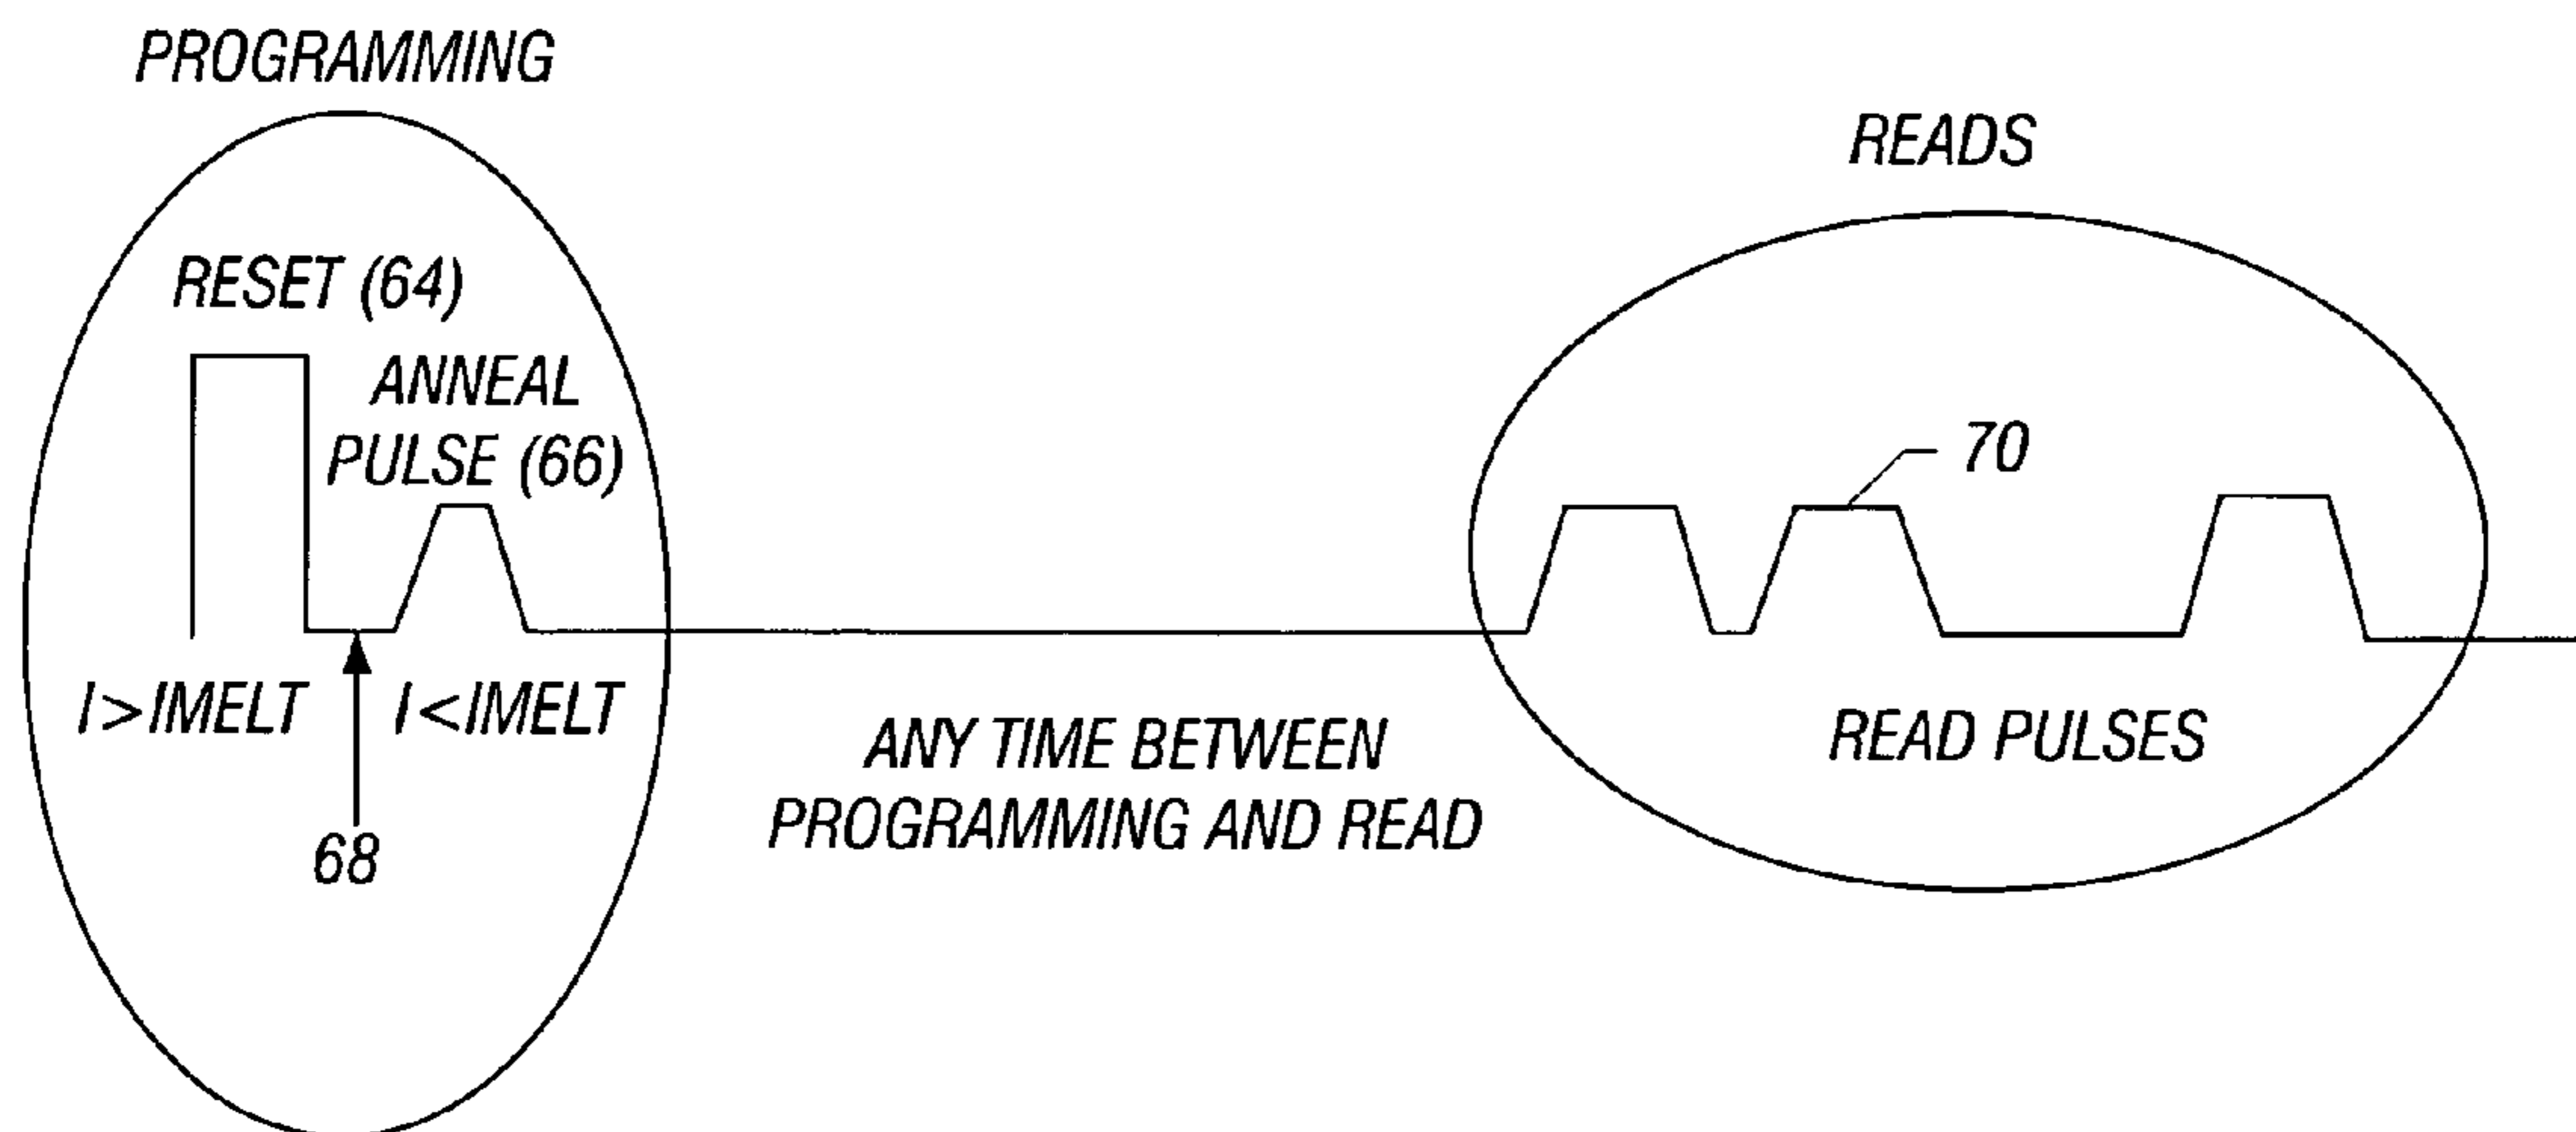 PROGRAMMING
RESET (64)
ANNEAL
PULSE (66)
I>IMELT
I<IMELT
68
ANY TIME BETWEEN
PROGRAMMING AND READ
READS
70
READ PULSES